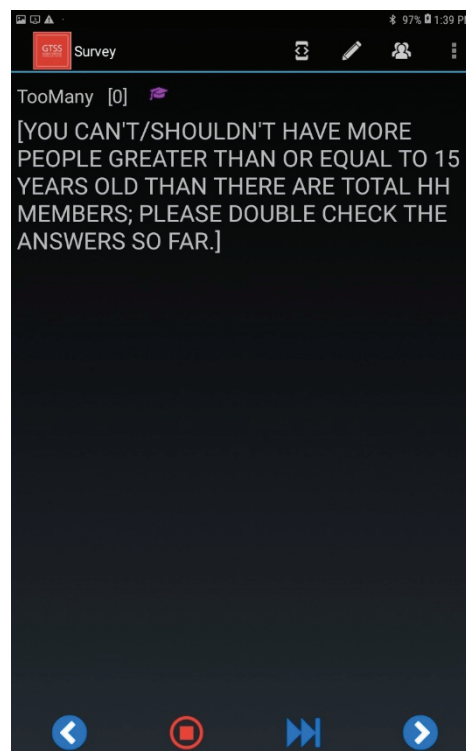 97% 1:39 PM
GTSS Survey
TooMany [0]
[YOU CAN'T/SHOULDN'T HAVE MORE
PEOPLE GREATER THAN OR EQUAL TO 15
YEARS OLD THAN THERE ARE TOTAL HH
MEMBERS; PLEASE DOUBLE CHECK THE
ANSWERS SO FAR.]